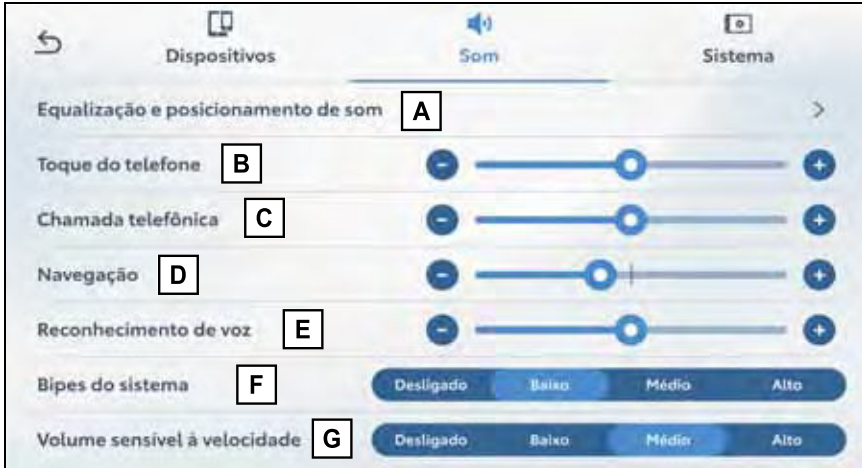 Dispositivos Som Sistema
Equalização e posicionamento de som A
Toque do telefone B
Chamada telefônica C
Navegação D
Reconhecimento de voz E
Bipes do sistema F Desligado Baixo Médio Alto
Volume sensível à velocidade G Desligado Baixo Médio Alto